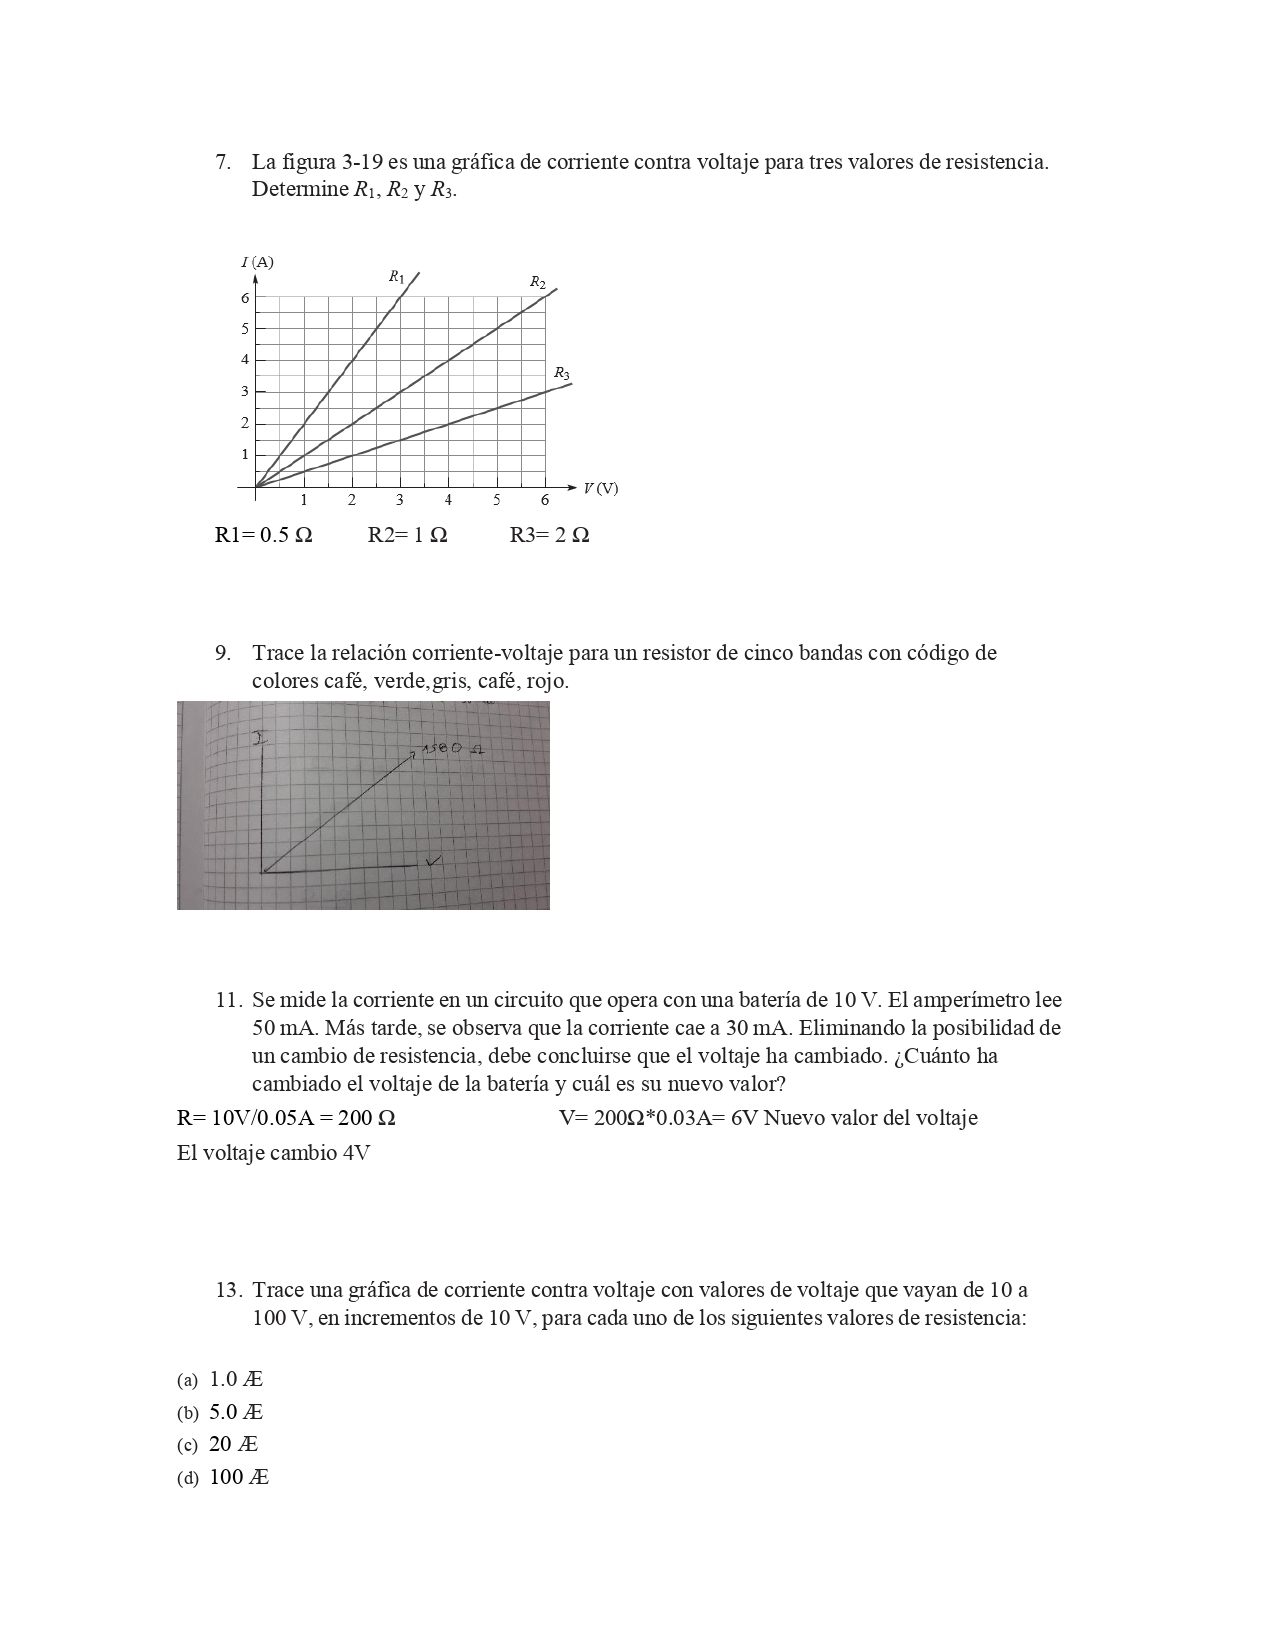 7. La figura 3-19 es una gráfica de corriente contra voltaje para tres valores de resistencia.
Determine R1, R2 y R3.
I (A)
R1
R2
6
5
4
R3
3
2
1
V (V)
1 2 3 4 5 6
R1= 0.5 Ω R2= 1 Ω R3= 2 Ω
9. Trace la relación corriente-voltaje para un resistor de cinco bandas con código de
colores café, verde,gris, café, rojo.
I
1580 Ω
V
11. Se mide la corriente en un circuito que opera con una batería de 10 V. El amperímetro lee
50 mA. Más tarde, se observa que la corriente cae a 30 mA. Eliminando la posibilidad de
un cambio de resistencia, debe concluirse que el voltaje ha cambiado. ¿Cuánto ha
cambiado el voltaje de la batería y cuál es su nuevo valor?
R= 10V/0.05A = 200 Ω V= 200Ω*0.03A= 6V Nuevo valor del voltaje
El voltaje cambio 4V
13. Trace una gráfica de corriente contra voltaje con valores de voltaje que vayan de 10 a
100 V, en incrementos de 10 V, para cada uno de los siguientes valores de resistencia:
(a) 1.0 Æ
(b) 5.0 Æ
(c) 20 Æ
(d) 100 Æ